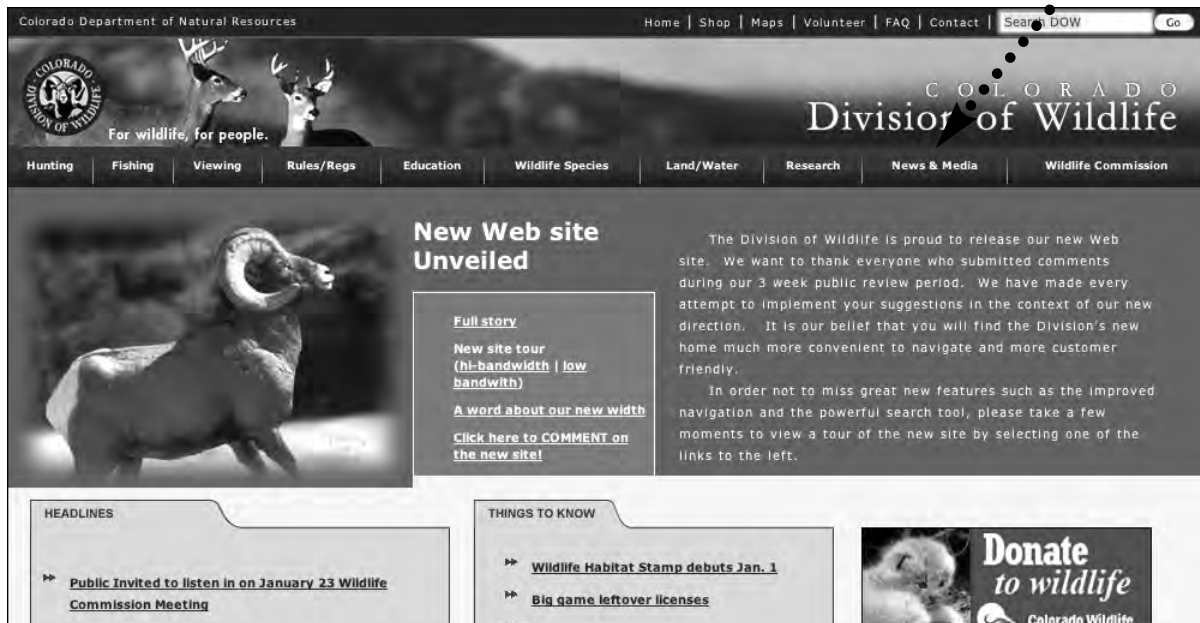 Colorado Department of Natural Resources
Home | Shop | Maps | Volunteer | FAQ | Contact |
Search DOW
Go
COLORADO
DIVISION OF WILDLIFE
For wildlife, for people.
COLORADO
Division of Wildlife
Hunting
Fishing
Viewing
Rules/Regs
Education
Wildlife Species
Land/Water
Research
News & Media
Wildlife Commission
New Web site
Unveiled
Full story
New site tour
(hi-bandwidth | low
bandwith)
A word about our new width
Click here to COMMENT on
the new site!
The Division of Wildlife is proud to release our new Web
site. We want to thank everyone who submitted comments
during our 3 week public review period. We have made every
attempt to implement your suggestions in the context of our new
direction. It is our belief that you will find the Division's new
home much more convenient to navigate and more customer
friendly.
In order not to miss great new features such as the improved
navigation and the powerful search tool, please take a few
moments to view a tour of the new site by selecting one of the
links to the left.
HEADLINES
Public Invited to listen in on January 23 Wildlife
Commission Meeting
THINGS TO KNOW
Wildlife Habitat Stamp debuts Jan. 1
Big game leftover licenses
Donate
to wildlife
Colorado Wildlife